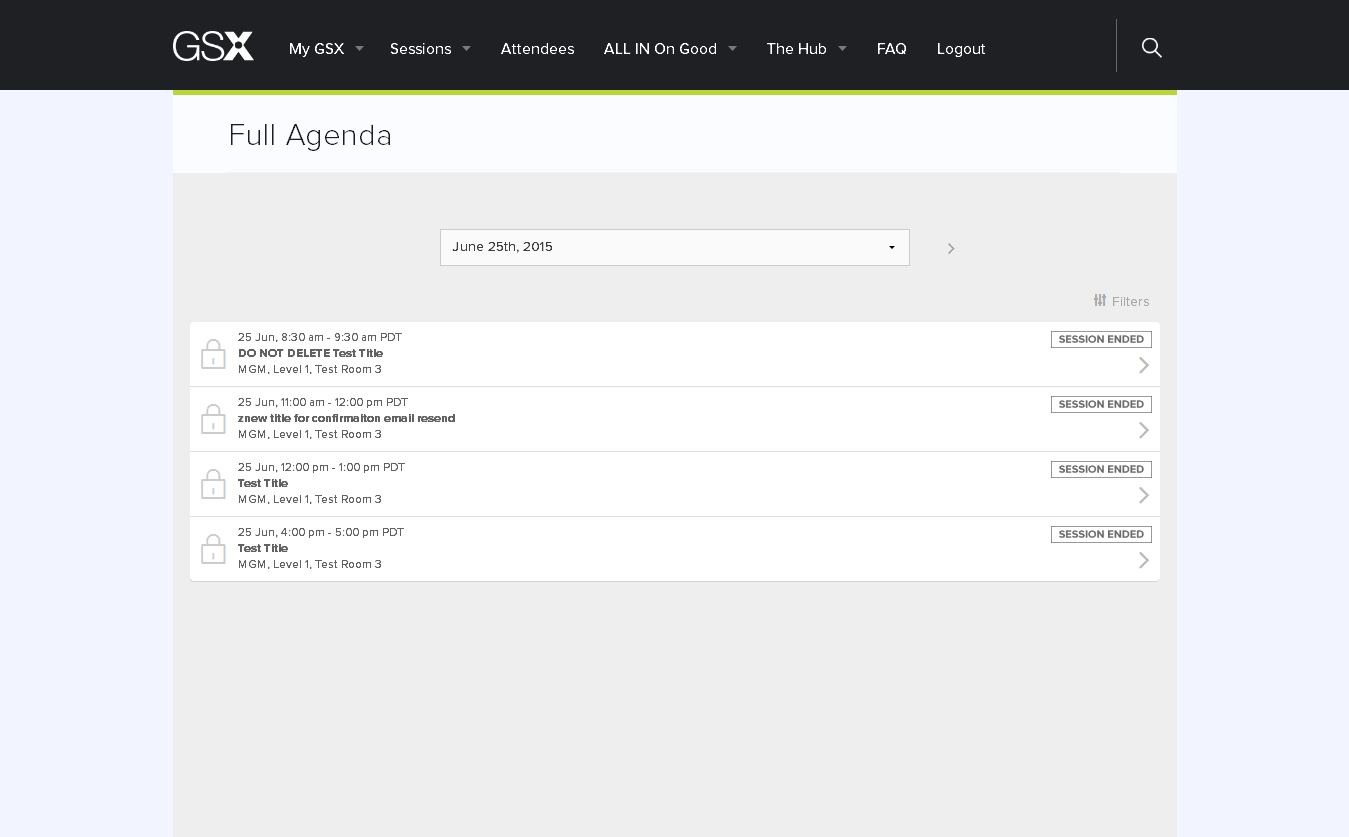 GSX
My GSX
Sessions
Attendees
ALL IN On Good
The Hub
FAQ
Logout
Full Agenda
June 25th, 2015
Filters
25 Jun, 8:30 am - 9:30 am PDT
SESSION ENDED
DO NOT DELETE Test Title
MGM, Level 1, Test Room 3
25 Jun, 11:00 am - 12:00 pm PDT
SESSION ENDED
znew title for confirmaiton email resend
MGM, Level 1, Test Room 3
25 Jun, 12:00 pm - 1:00 pm PDT
SESSION ENDED
Test Title
MGM, Level 1, Test Room 3
25 Jun, 4:00 pm - 5:00 pm PDT
SESSION ENDED
Test Title
MGM, Level 1, Test Room 3